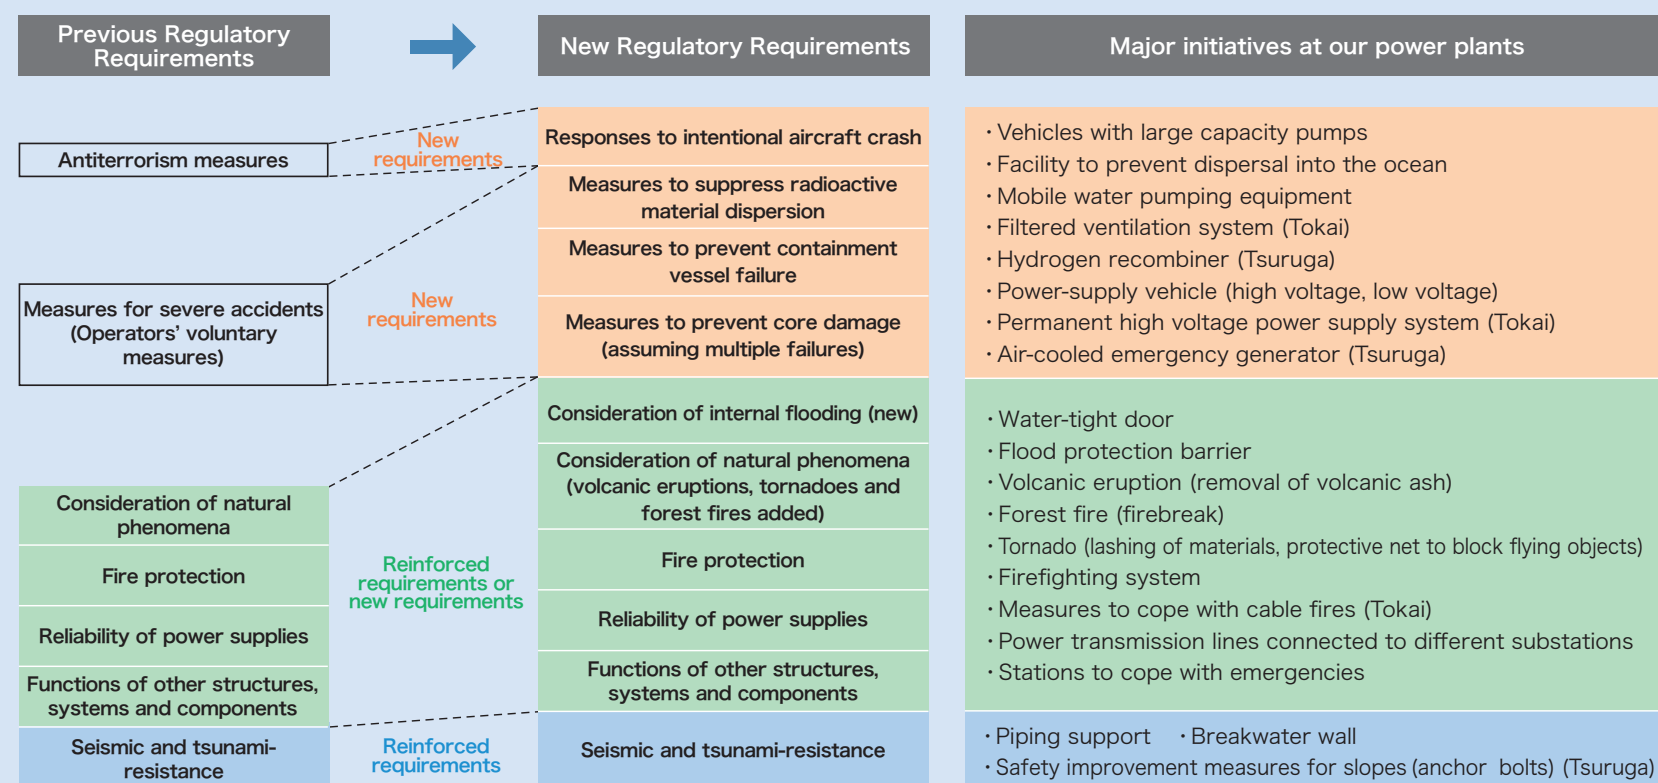 Previous Regulatory
Requirements
New Regulatory Requirements
Major initiatives at our power plants
Antiterrorism measures
New
requirements
Measures for severe accidents
(Operators' voluntary
measures)
New
requirements
Consideration of natural
phenomena
Fire protection
Reliability of power supplies
Functions of other structures,
systems and components
Reinforced
requirements or
new requirements
Seismic and tsunami-
resistance
Reinforced
requirements
Responses to intentional aircraft crash
Measures to suppress radioactive
material dispersion
Measures to prevent containment
vessel failure
Measures to prevent core damage
(assuming multiple failures)
Consideration of internal flooding (new)
Consideration of natural phenomena
(volcanic eruptions, tornadoes and
forest fires added)
Fire protection
Reliability of power supplies
Functions of other structures,
systems and components
Seismic and tsunami-resistance
・Vehicles with large capacity pumps
・Facility to prevent dispersal into the ocean
・Mobile water pumping equipment
・Filtered ventilation system (Tokai)
・Hydrogen recombiner (Tsuruga)
・Power-supply vehicle (high voltage, low voltage)
・Permanent high voltage power supply system (Tokai)
・Air-cooled emergency generator (Tsuruga)
・Water-tight door
・Flood protection barrier
・Volcanic eruption (removal of volcanic ash)
・Forest fire (firebreak)
・Tornado (lashing of materials, protective net to block flying objects)
・Firefighting system
・Measures to cope with cable fires (Tokai)
・Power transmission lines connected to different substations
・Stations to cope with emergencies
・Piping support ・Breakwater wall
・Safety improvement measures for slopes (anchor bolts) (Tsuruga)